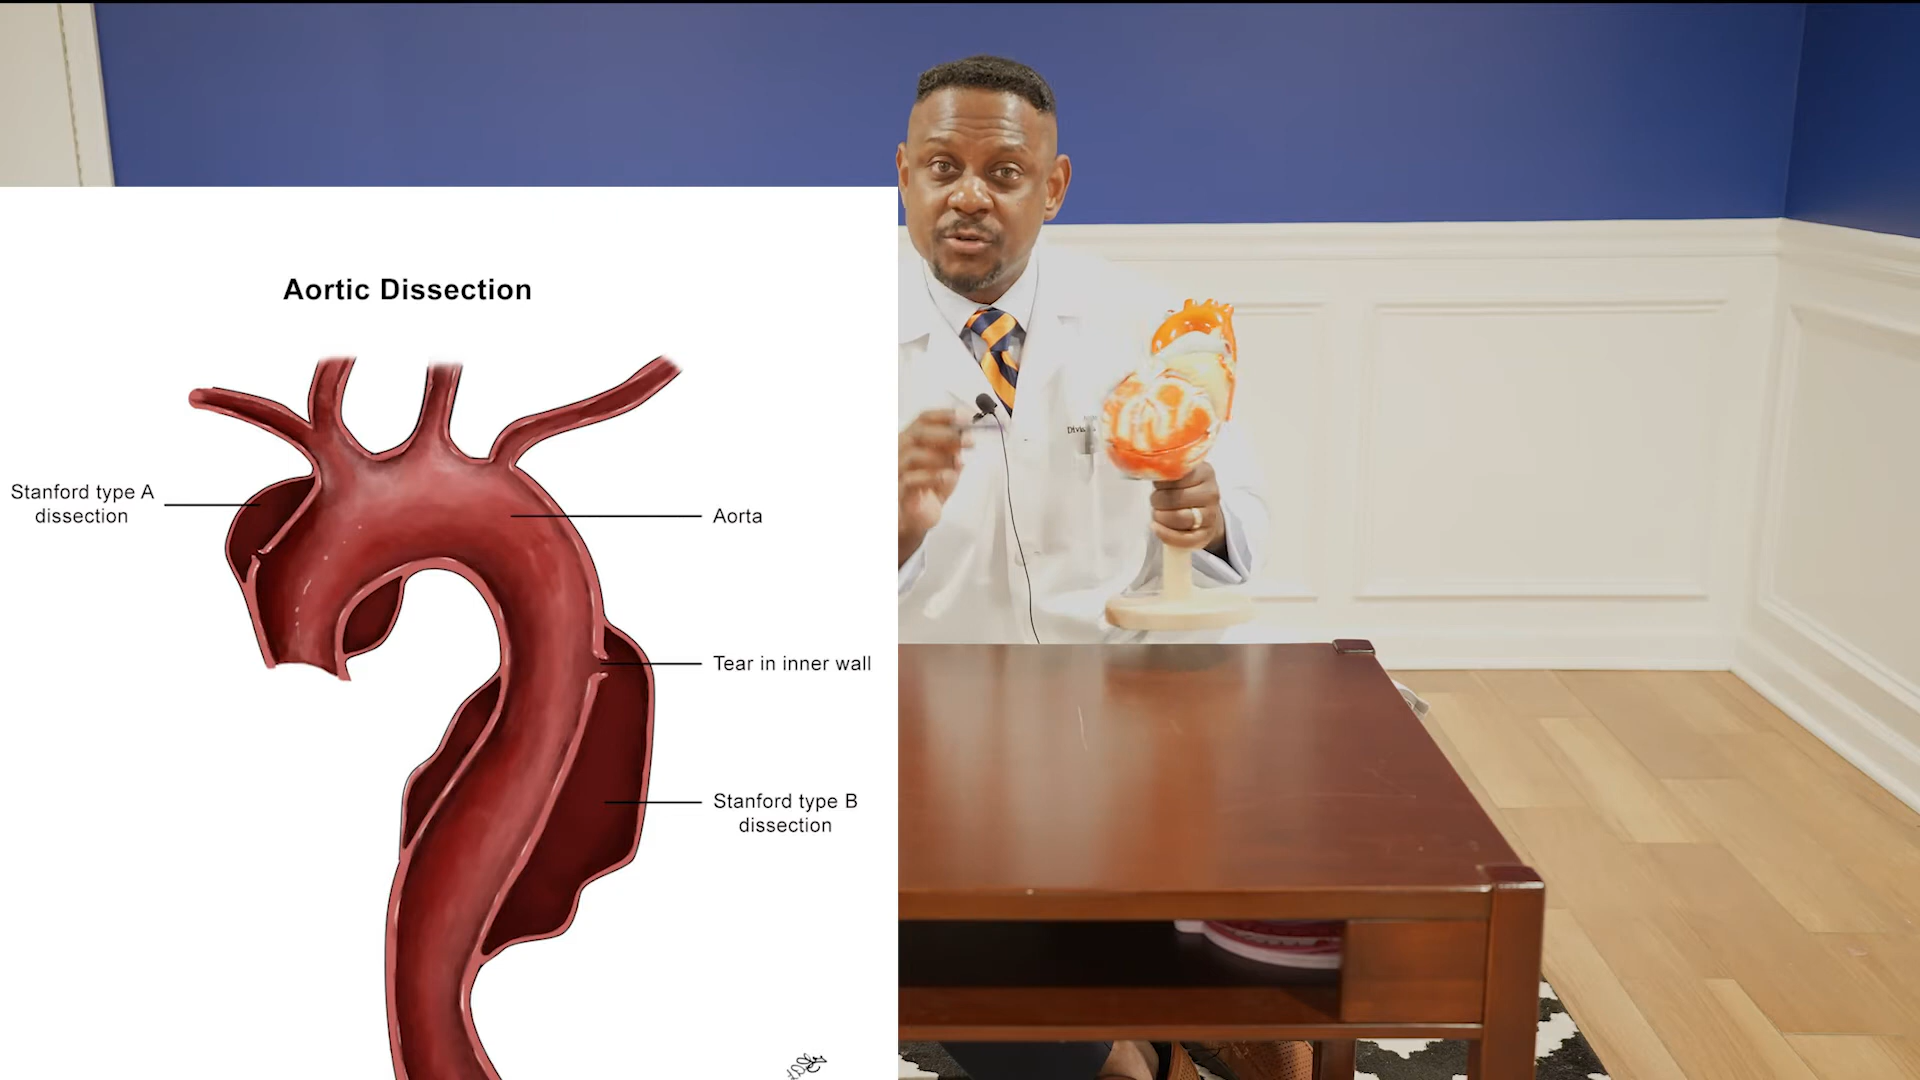 Aortic Dissection
Stanford type A
dissection
Aorta
Tear in inner wall
Stanford type B
dissection